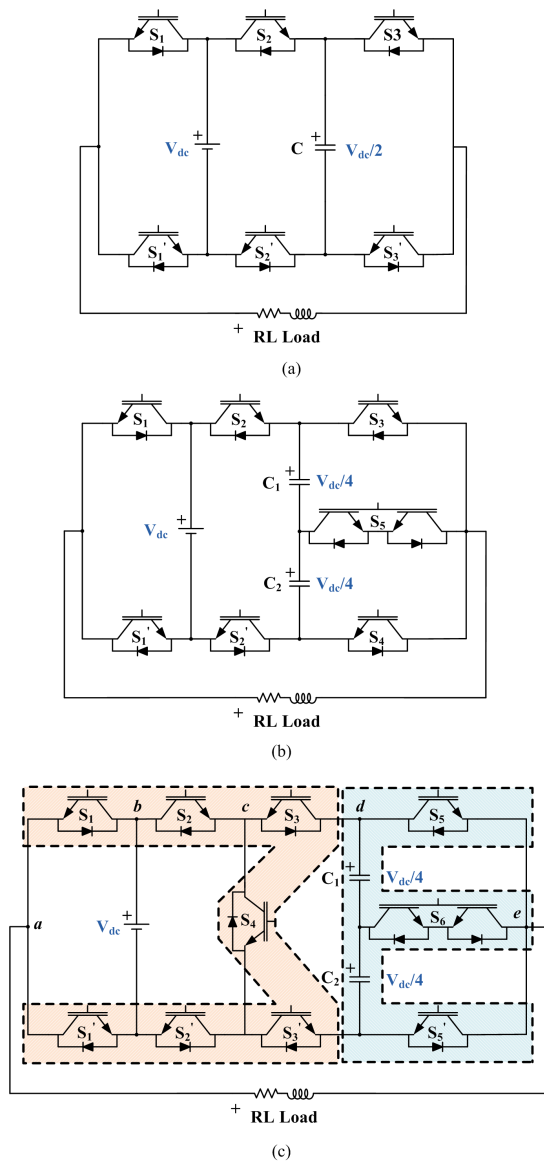 S1 S2 S3
+
Vdc C + Vdc/2
S1' S2' S3'
+ RL Load
(a)
S1 S2 S3
C1 + Vdc/4
Vdc + S5
C2 + Vdc/4
S1' S2' S4
+ RL Load
(b)
b c d
S1 S2 S3 S5
C1 + Vdc/4
a Vdc + S4 S6 e
C2 + Vdc/4
S1' S2' S3' S5'
+ RL Load
(c)